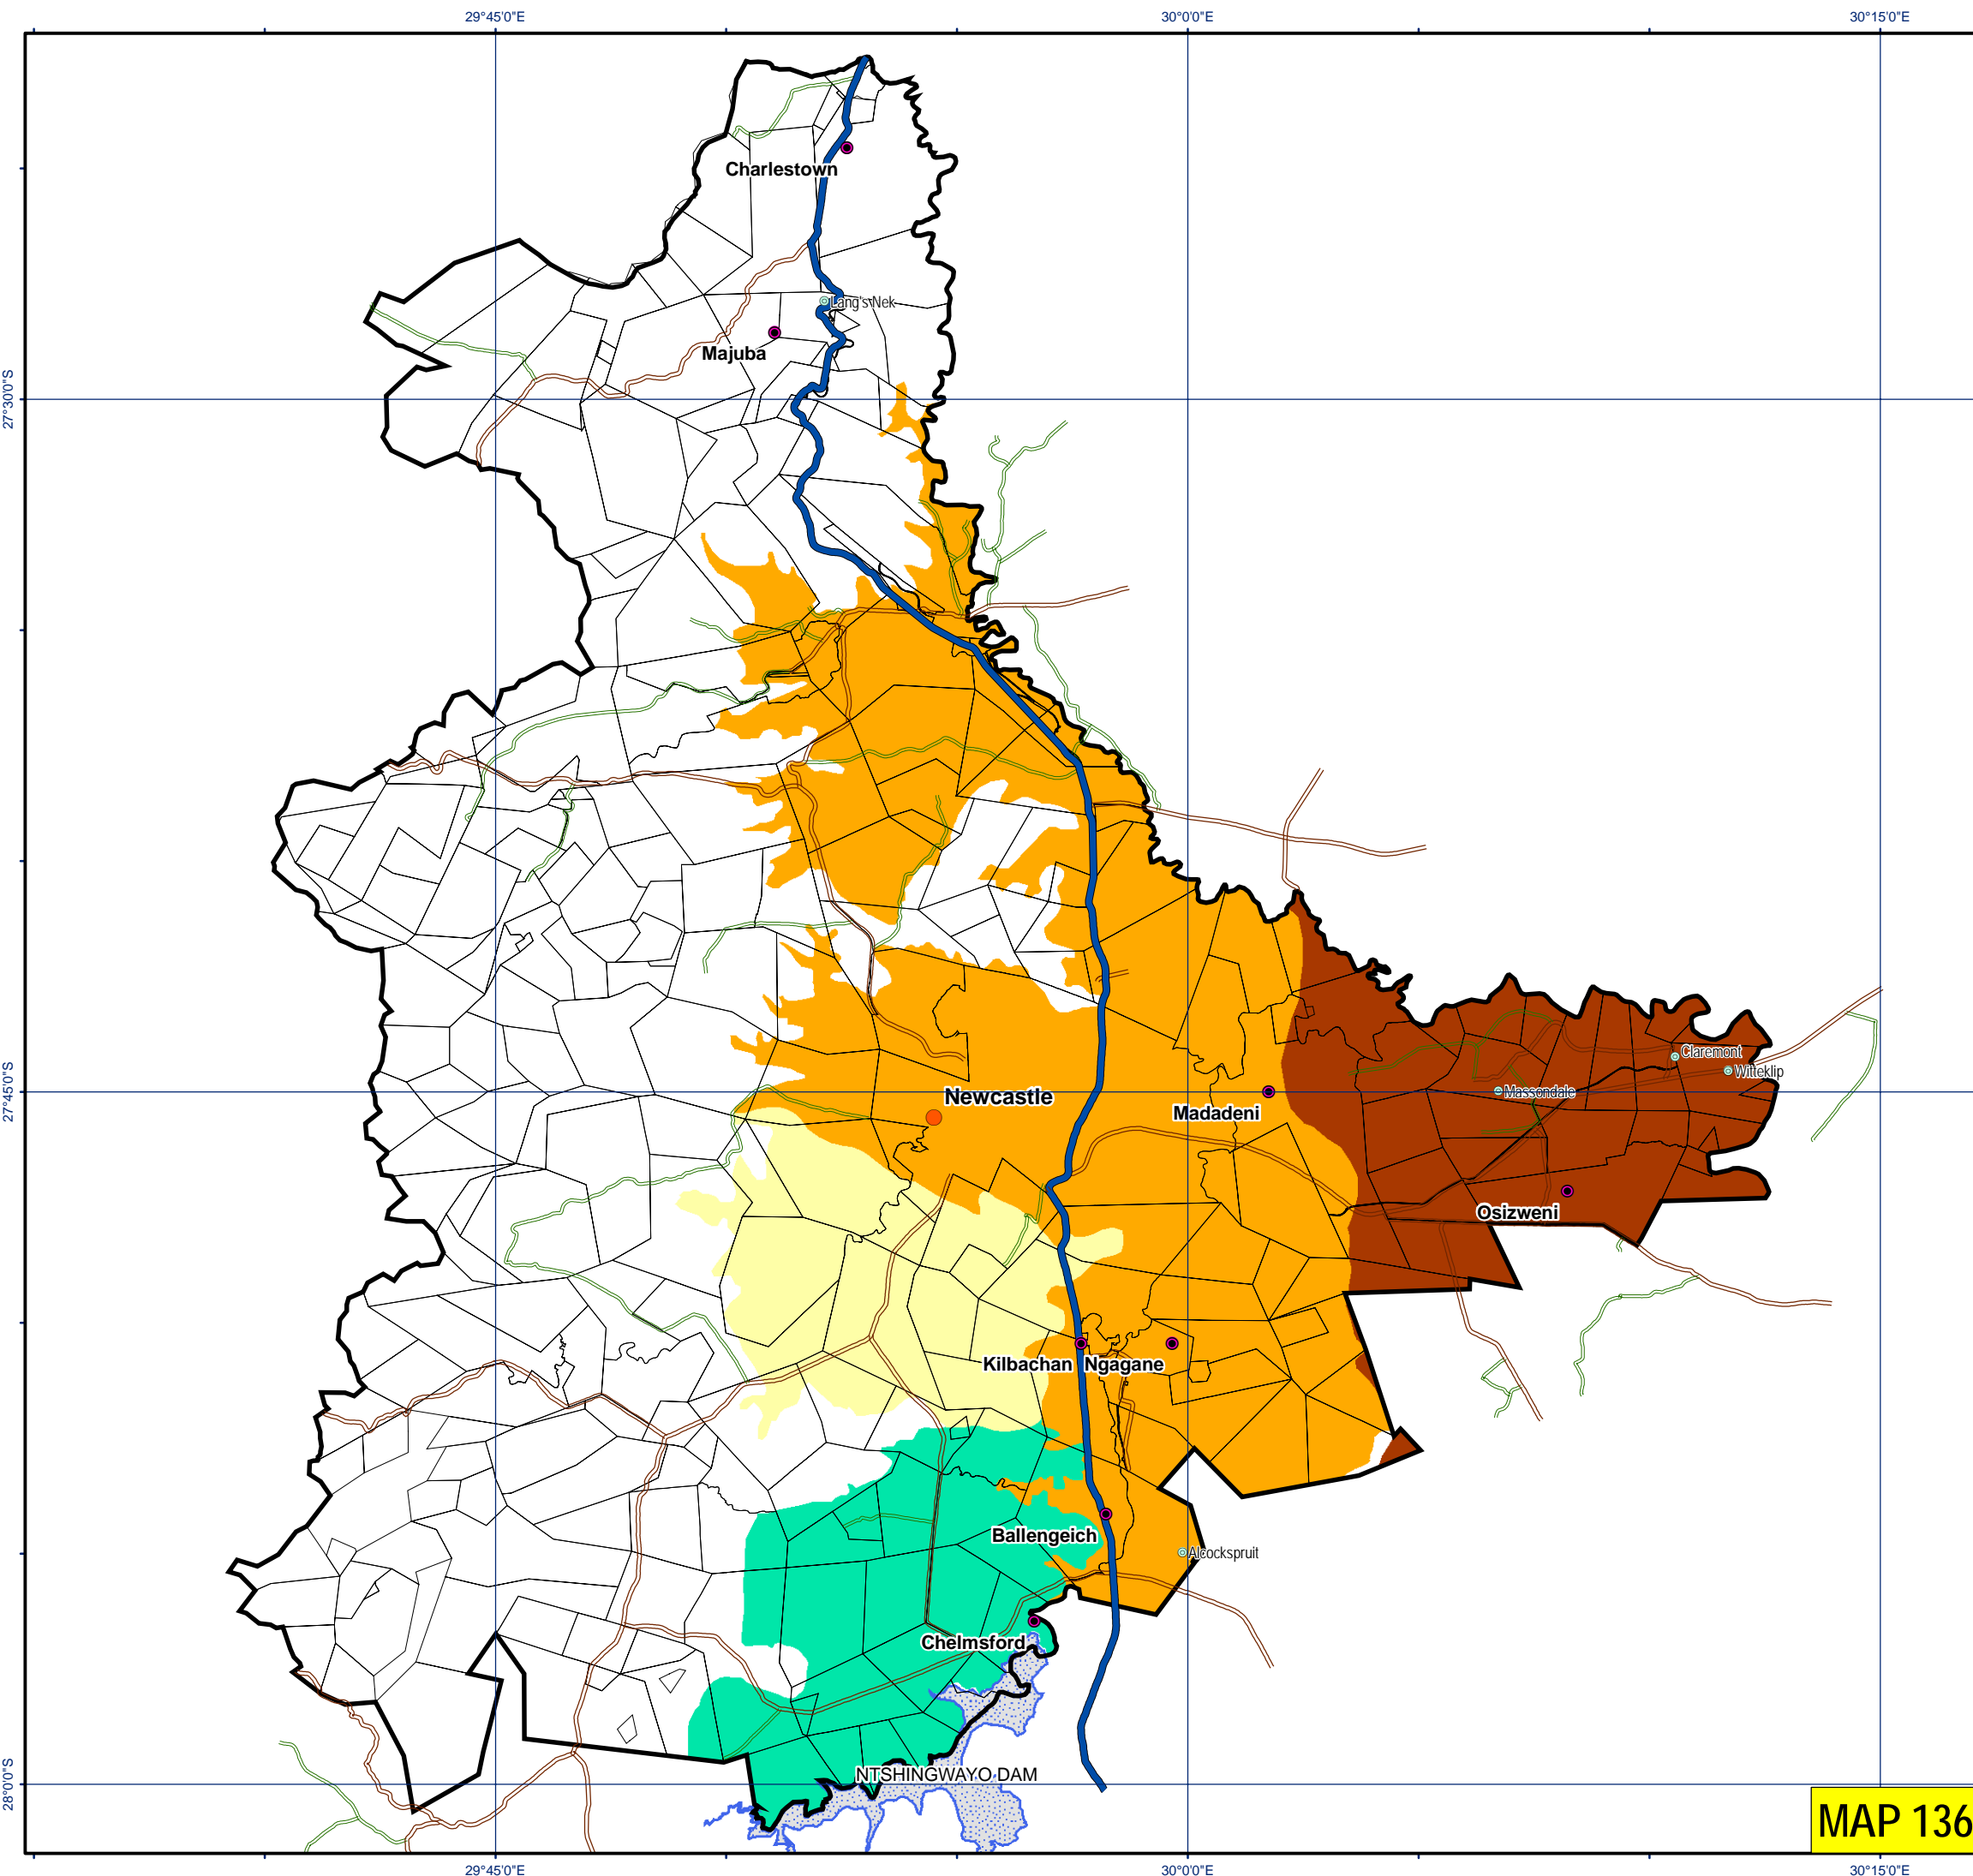 29°45'0"E
30°0'0"E
30°15'0"E
Charlestown
Lang's Nek
Majuba
27°30'0"S
Claremont
Witteklip
Massondale
27°45'0"S
Newcastle
Madadeni
Osizweni
Kilbachan
Ngagane
Ballengeich
Alcockspruit
Chelmsford
NTSHINGWAYO DAM
28°0'0"S
MAP 136
29°45'0"E
30°0'0"E
30°15'0"E